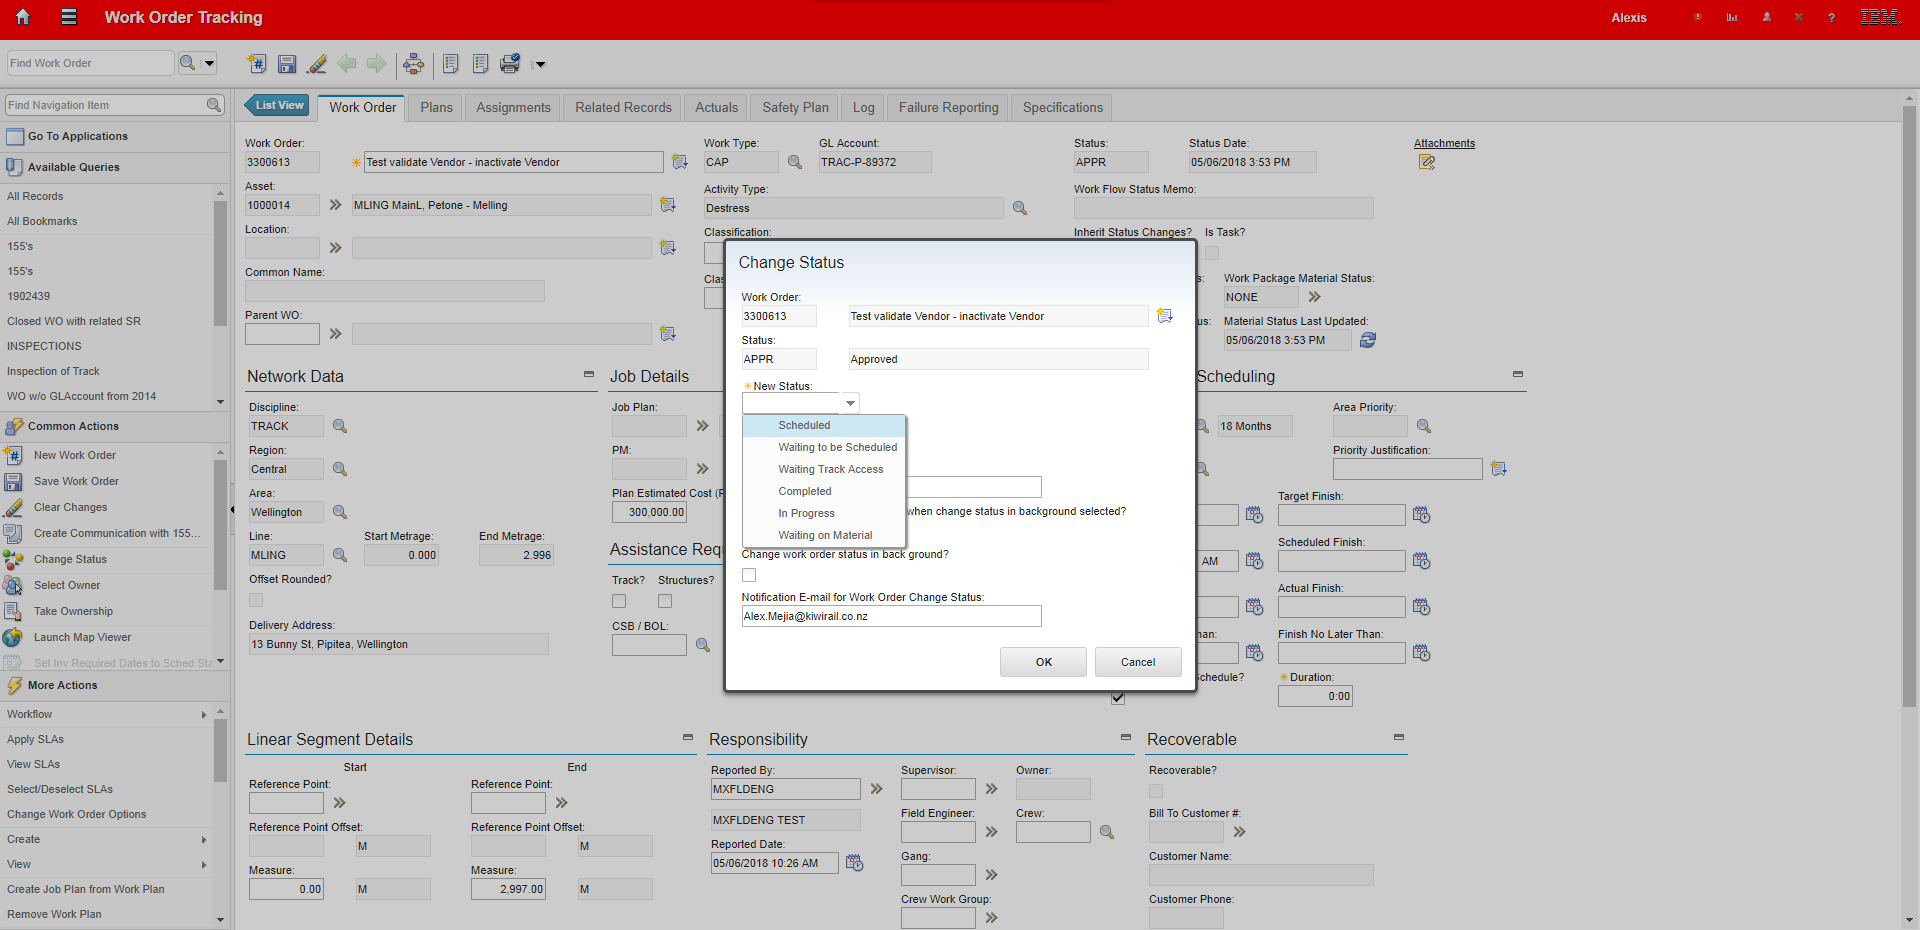 Work Order Tracking
Alexis
?
IBM.
Find Work Order
Find Navigation Item
Go To Applications
Available Queries
All Records
All Bookmarks
155's
155's
1902439
Closed WO with related SR
INSPECTIONS
Inspection of Track
WO w/o GLAccount from 2014
Common Actions
New Work Order
Save Work Order
Clear Changes
Create Communication with 155...
Change Status
Select Owner
Take Ownership
Launch Map Viewer
Set Inv Required Dates to Sched Sta
More Actions
Workflow
Apply SLAs
View SLAs
Select/Deselect SLAs
Change Work Order Options
Create
View
Create Job Plan from Work Plan
Remove Work Plan
List View
Work Order
Plans
Assignments
Related Records
Actuals
Safety Plan
Log
Failure Reporting
Specifications
Work Order:
3300613
Test validate Vendor - inactivate Vendor
Asset:
1000014
MLING MainL, Petone - Melling
Location:
Common Name:
Parent WO:
Work Type:
CAP
GL Account:
TRAC-P-89372
Activity Type:
Destress
Classification:
Clas
Status:
APPR
Status Date:
05/06/2018 3:53 PM
Work Flow Status Memo:
Inherit Status Changes?
Is Task?
s:
Work Package Material Status:
NONE
us:
Material Status Last Updated:
05/06/2018 3:53 PM
Attachments
Network Data
Discipline:
TRACK
Region:
Central
Area:
Wellington
Line:
MLING
Start Metrage:
0.000
End Metrage:
2.996
Offset Rounded?
Delivery Address:
13 Bunny St, Pipitea, Wellington
Job Details
Job Plan:
PM:
Plan Estimated Cost (P
300,000.00
Assistance Req
Track?
Structures?
CSB / BOL:
Change Status
Work Order:
3300613
Test validate Vendor - inactivate Vendor
Status:
APPR
Approved
New Status:
Scheduled
Waiting to be Scheduled
Waiting Track Access
Completed
In Progress
Waiting on Material
when change status in background selected?
Change work order status in back ground?
Notification E-mail for Work Order Change Status:
Alex.Mejia@kiwirail.co.nz
OK
Cancel
Scheduling
18 Months
Area Priority:
Priority Justification:
Target Finish:
AM
Scheduled Finish:
Actual Finish:
han:
Finish No Later Than:
chedule?
Duration:
0:00
Linear Segment Details
Start
End
Reference Point:
Reference Point:
Reference Point Offset:
M
Reference Point Offset:
M
Measure:
0.00
M
Measure:
2,997.00
M
Responsibility
Reported By:
MXFLDENG
MXFLDENG TEST
Reported Date:
05/06/2018 10:26 AM
Supervisor:
Owner:
Field Engineer:
Crew:
Gang:
Crew Work Group:
Recoverable
Recoverable?
Bill To Customer #:
Customer Name:
Customer Phone: